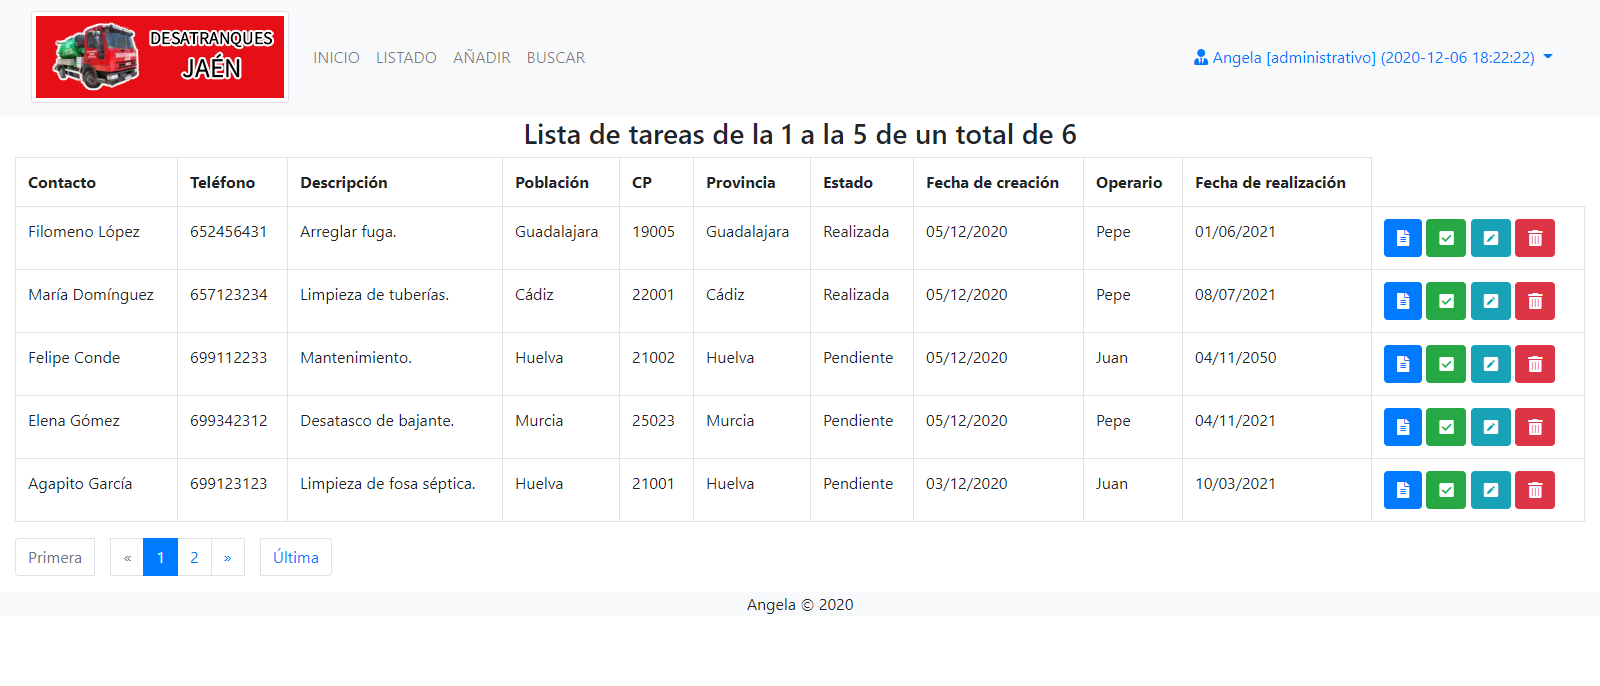 DESATRANQUES
JAÉN
INICIO LISTADO AÑADIR BUSCAR
Angela [administrativo] (2020-12-06 18:22:22)
Lista de tareas de la 1 a la 5 de un total de 6
Contacto Teléfono Descripción Población CP Provincia Estado Fecha de creación Operario Fecha de realización
Filomeno López 652456431 Arreglar fuga. Guadalajara 19005 Guadalajara Realizada 05/12/2020 Pepe 01/06/2021
María Domínguez 657123234 Limpieza de tuberías. Cádiz 22001 Cádiz Realizada 05/12/2020 Pepe 08/07/2021
Felipe Conde 699112233 Mantenimiento. Huelva 21002 Huelva Pendiente 05/12/2020 Juan 04/11/2050
Elena Gómez 699342312 Desatasco de bajante. Murcia 25023 Murcia Pendiente 05/12/2020 Pepe 04/11/2021
Agapito García 699123123 Limpieza de fosa séptica. Huelva 21001 Huelva Pendiente 03/12/2020 Juan 10/03/2021
Primera « 1 2 » Última
Angela © 2020